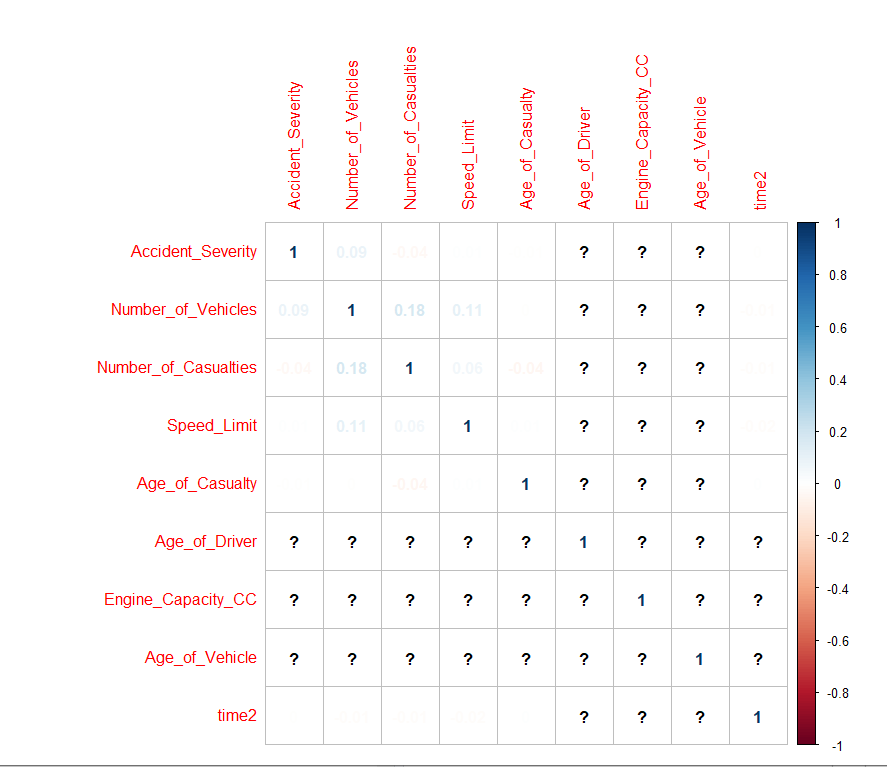 Accident_Severity
Number_of_Vehicles
Number_of_Casualties
Speed_Limit
Age_of_Casualty
Age_of_Driver
Engine_Capacity_CC
Age_of_Vehicle
time2
Accident_Severity 1 0.09 -0.04 ? ? ?
Number_of_Vehicles 0.09 1 0.18 0.11 ? ? ?
Number_of_Casualties -0.04 0.18 1 0.06 -0.04 ? ? ?
Speed_Limit 0.11 0.06 1 ? ? ?
Age_of_Casualty -0.04 1 ? ? ?
Age_of_Driver ? ? ? ? ? 1 ? ? ?
Engine_Capacity_CC ? ? ? ? ? ? 1 ? ?
Age_of_Vehicle ? ? ? ? ? ? ? 1 ?
time2 ? ? ? 1
1
0.8
0.6
0.4
0.2
0
-0.2
-0.4
-0.6
-0.8
-1